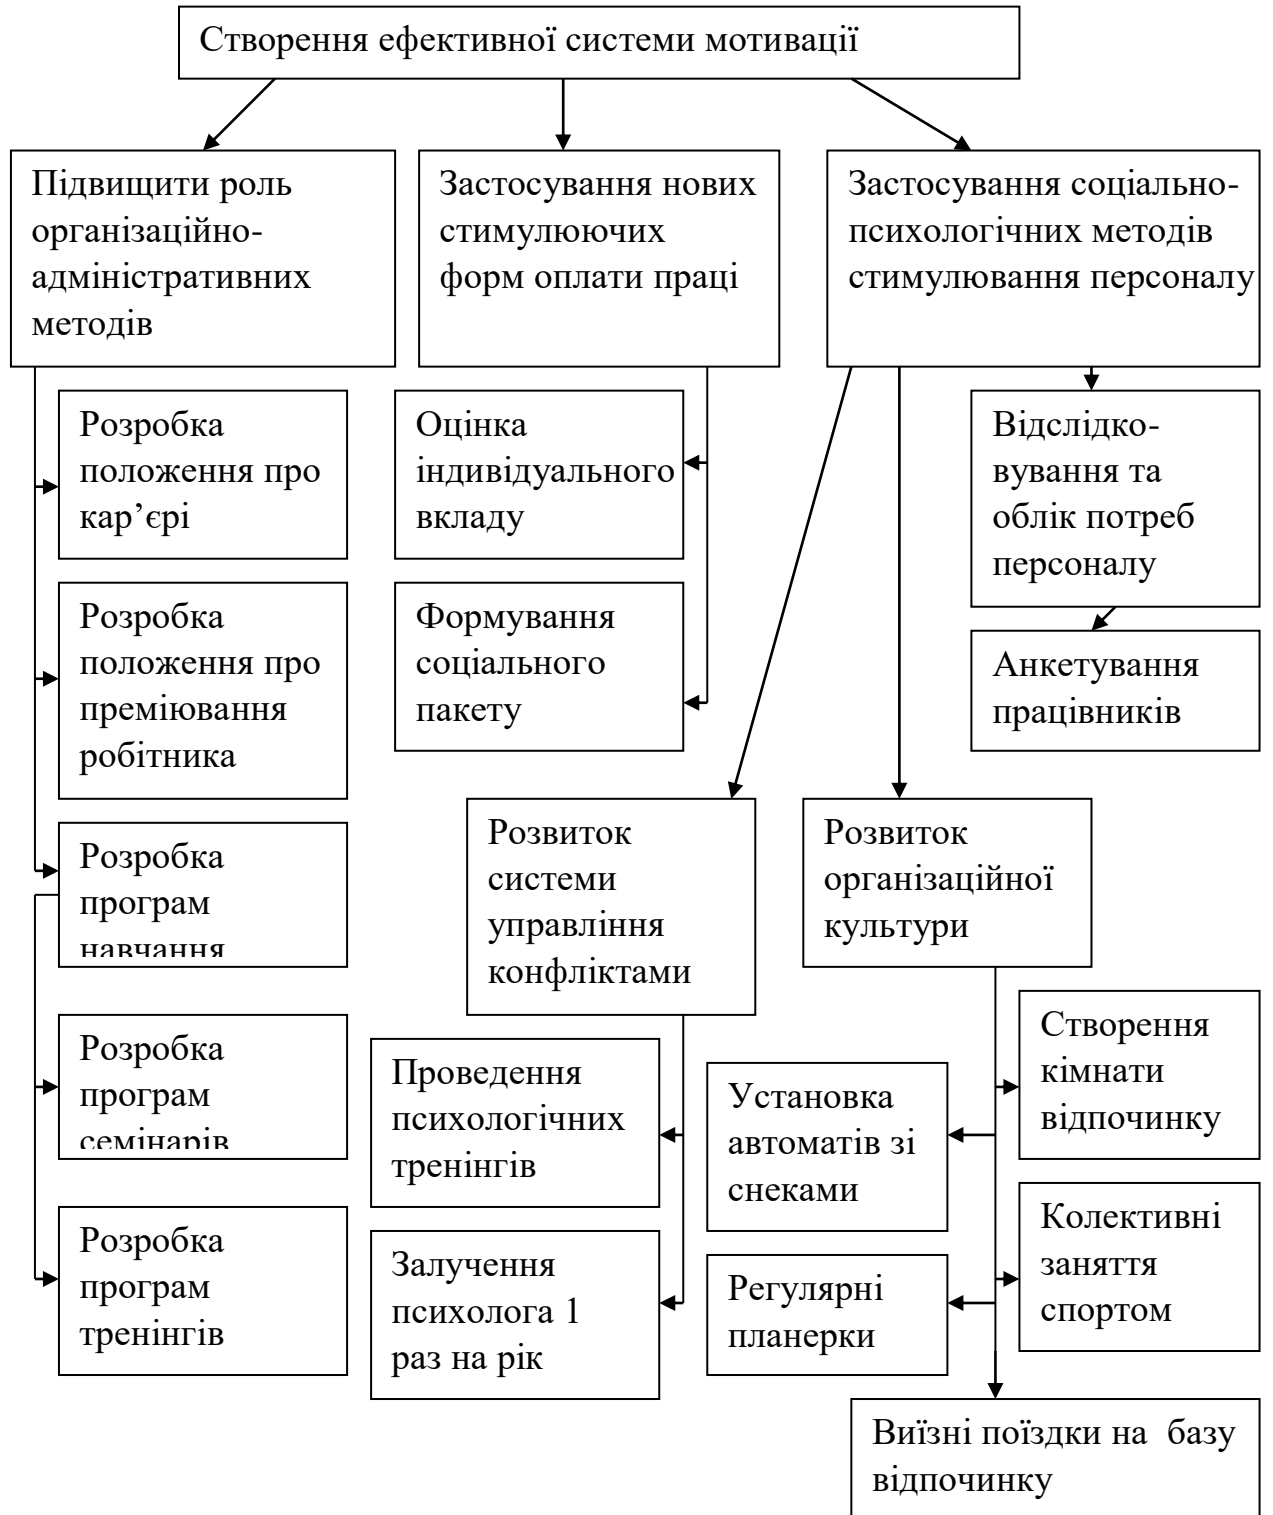 Створення ефективної системи мотивації
Підвищити роль
організаційно-
адміністративних
методів
Застосування нових
стимулюючих
форм оплати праці
Застосування соціально-
психологічних методів
стимулювання персоналу
Розробка
положення про
кар’єрі
Розробка
положення про
преміювання
робітника
Розробка
програм
навчання
Розробка
програм
семінарів
Розробка
програм
тренінгів
Оцінка
індивідуального
вкладу
Формування
соціального
пакету
Відслідко-
вування та
облік потреб
персоналу
Анкетування
працівників
Розвиток
системи
управління
конфліктами
Розвиток
організаційної
культури
Проведення
психологічних
тренінгів
Залучення
психолога 1
раз на рік
Установка
автоматів зі
снеками
Регулярні
планерки
Створення
кімнати
відпочинку
Колективні
заняття
спортом
Виїзні поїздки на базу
відпочинку